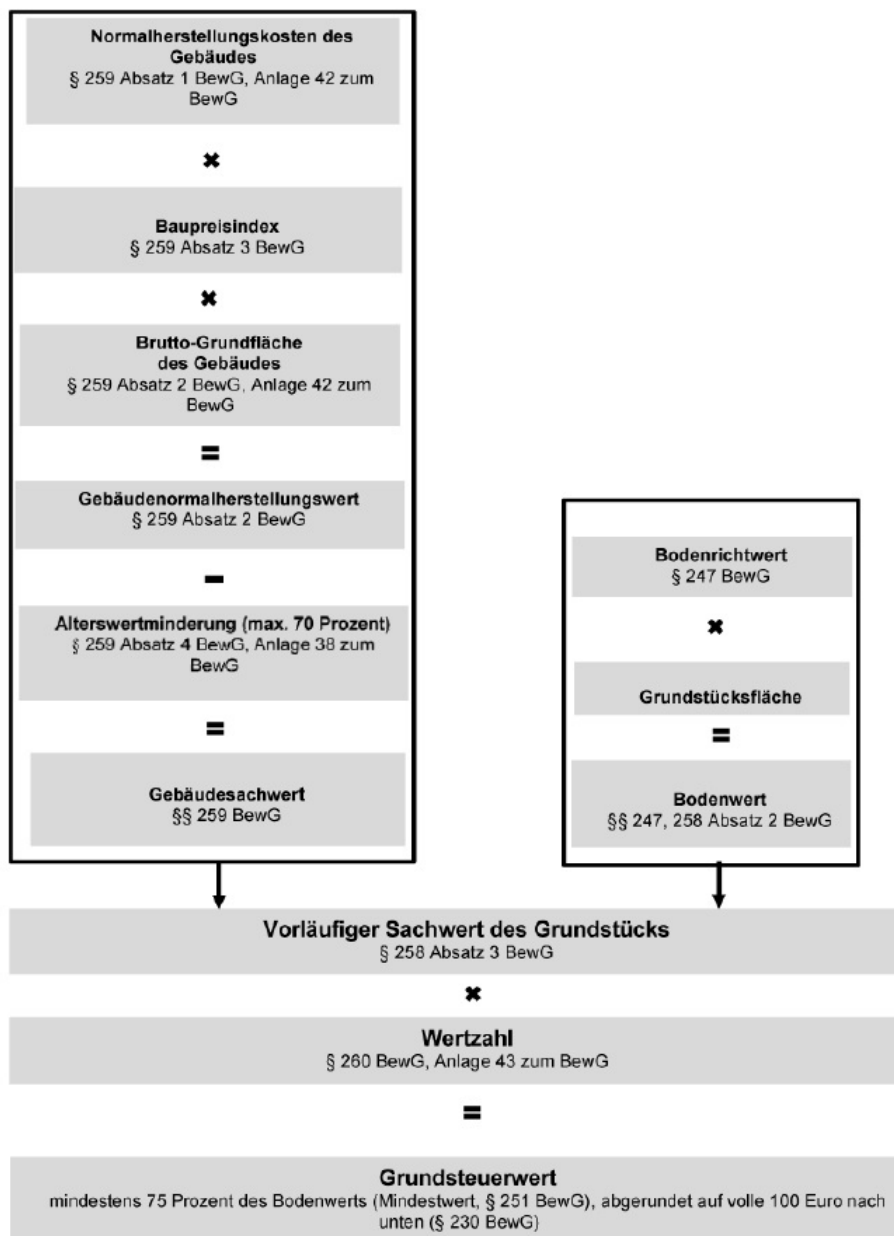 Normalherstellungskosten des
Gebäudes
§ 259 Absatz 1 BewG, Anlage 42 zum
BewG
×
Baupreisindex
§ 259 Absatz 3 BewG
×
Brutto-Grundfläche
des Gebäudes
§ 259 Absatz 2 BewG, Anlage 42 zum
BewG
=
Gebäudenormalherstellungswert
§ 259 Absatz 2 BewG
–
Alterswertminderung (max. 70 Prozent)
§ 259 Absatz 4 BewG, Anlage 38 zum
BewG
=
Gebäudesachwert
§§ 259 BewG
Bodenrichtwert
§ 247 BewG
×
Grundstücksfläche
=
Bodenwert
§§ 247, 258 Absatz 2 BewG
Vorläufiger Sachwert des Grundstücks
§ 258 Absatz 3 BewG
×
Wertzahl
§ 260 BewG, Anlage 43 zum BewG
=
Grundsteuerwert
mindestens 75 Prozent des Bodenwerts (Mindestwert, § 251 BewG), abgerundet auf volle 100 Euro nach
unten (§ 230 BewG)